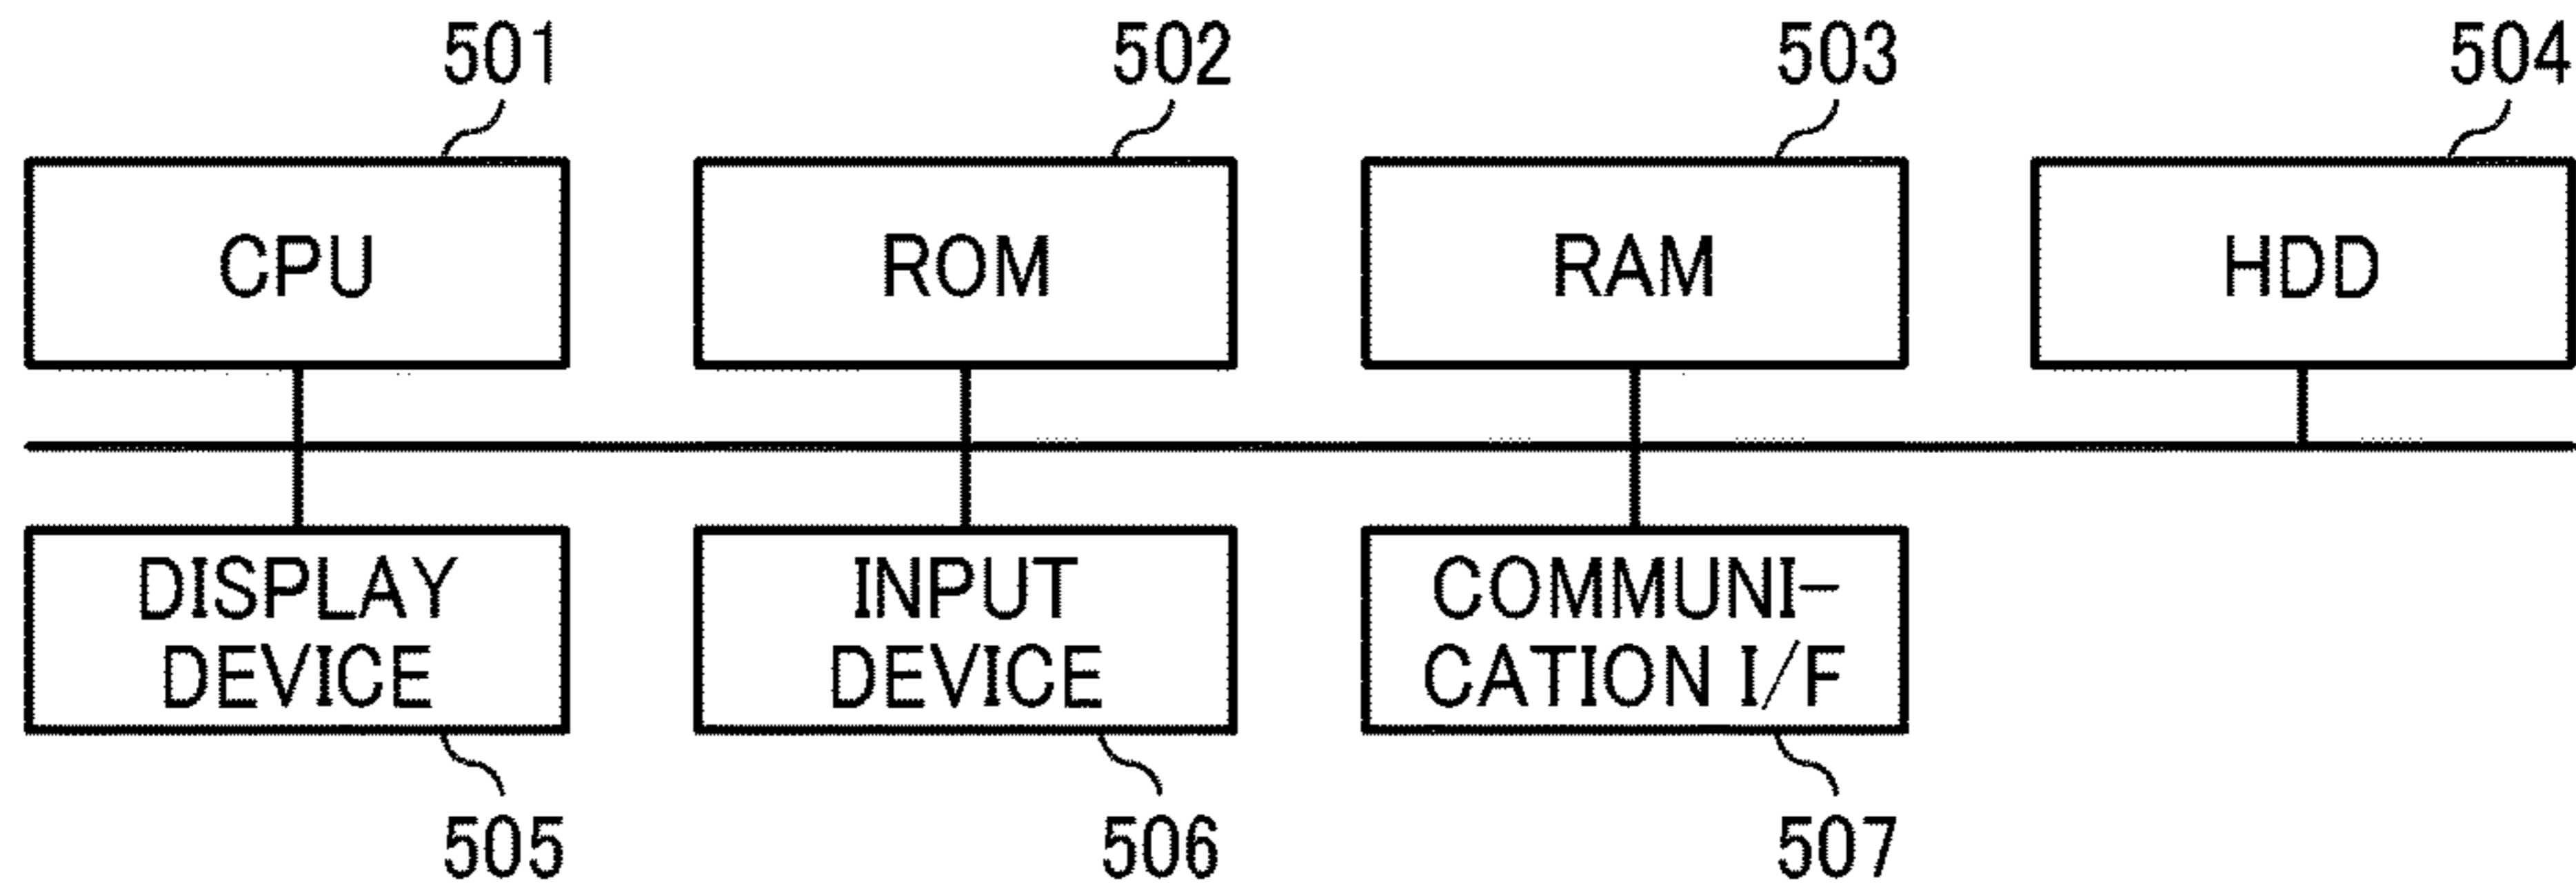 501
502
503
504
CPU
ROM
RAM
HDD
DISPLAY
DEVICE
INPUT
DEVICE
COMMUNI-
CATION I/F
505
506
507